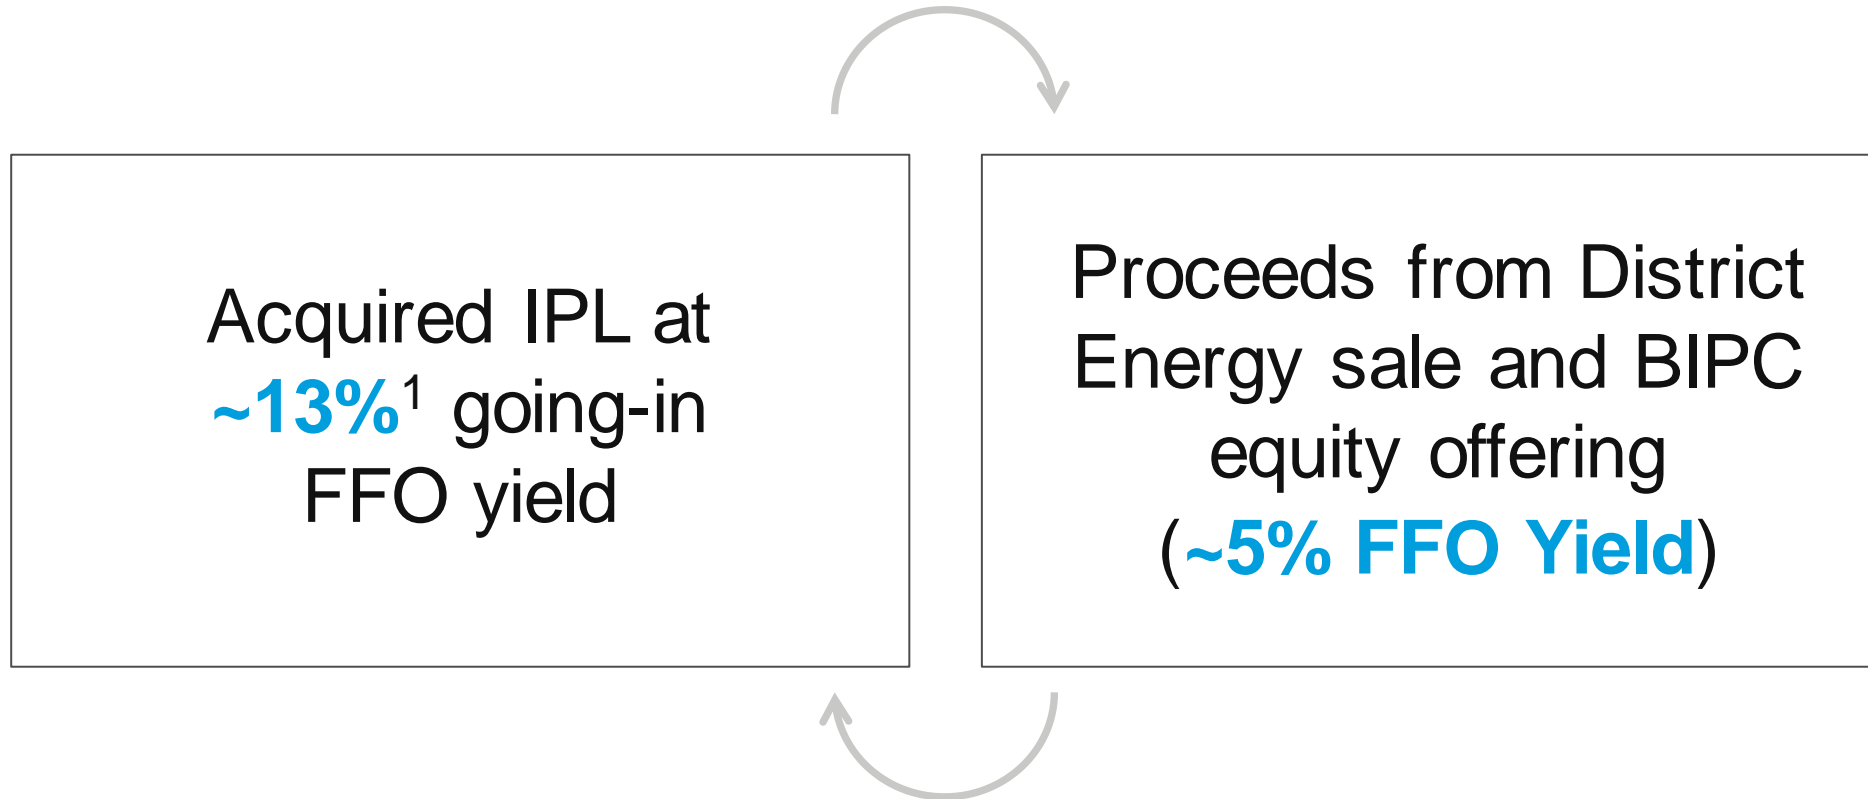 Acquired IPL at
~13%¹ going-in
FFO yield
Proceeds from District
Energy sale and BIPC
equity offering
(~5% FFO Yield)